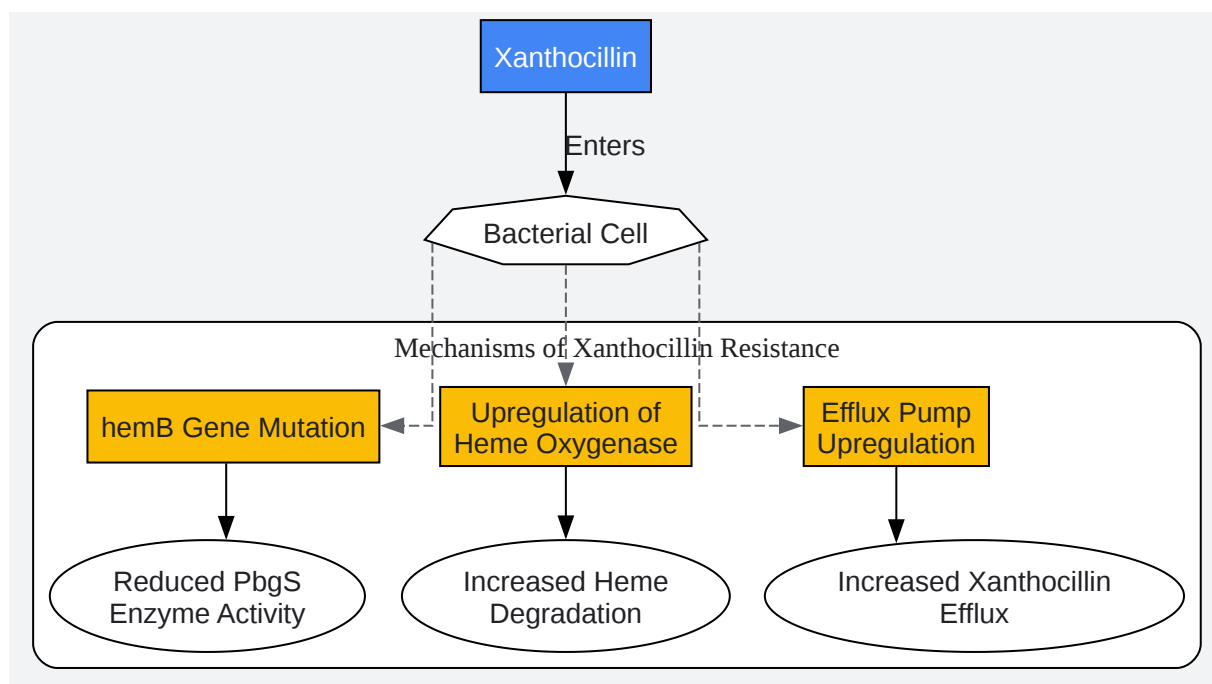 Xanthocillin
Enters
Bacterial Cell
Mechanisms of Xanthocillin Resistance
hemB Gene Mutation
Upregulation of
Heme Oxygenase
Efflux Pump
Upregulation
Reduced PbgS
Enzyme Activity
Increased Heme
Degradation
Increased Xanthocillin
Efflux